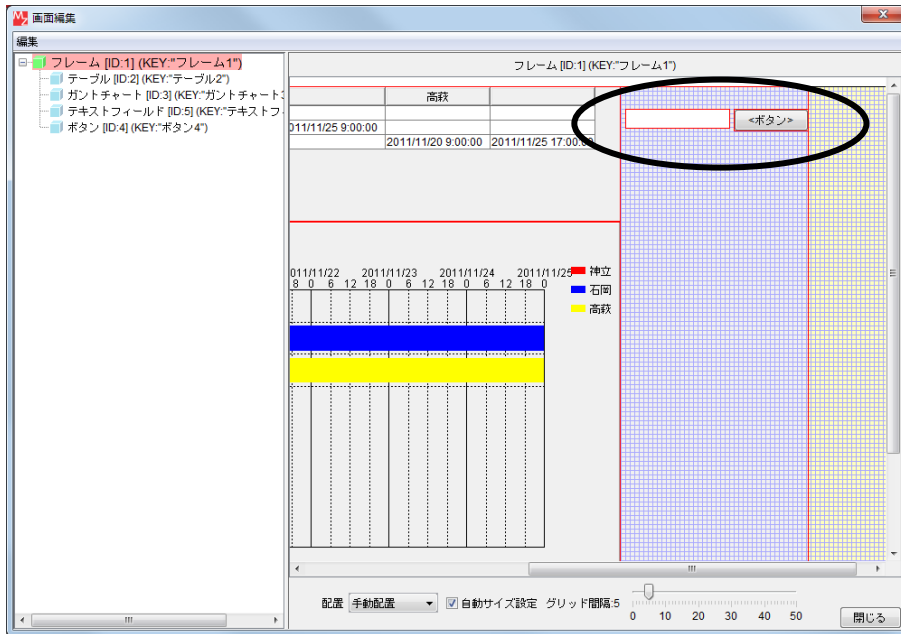 画面編集
編集
フレーム [ID:1] (KEY:"フレーム1")
テーブル [ID:2] (KEY:"テーブル2")
ガントチャート [ID:3] (KEY:"ガントチャート3
テキストフィールド [ID:5] (KEY:"テキストフ
ボタン [ID:4] (KEY:"ボタン4")
フレーム [ID:1] (KEY:"フレーム1")
高萩
011/11/25 9:00:00
2011/11/20 9:00:00 2011/11/25 17:00:00
<ボタン>
011/11/22 2011/11/23 2011/11/24 2011/11/25
8 0 6 12 18 0 6 12 18 0 6 12 18 0
神立
石岡
高萩
配置 手動配置 自動サイズ設定 グリッド間隔:5
0 10 20 30 40 50
閉じる